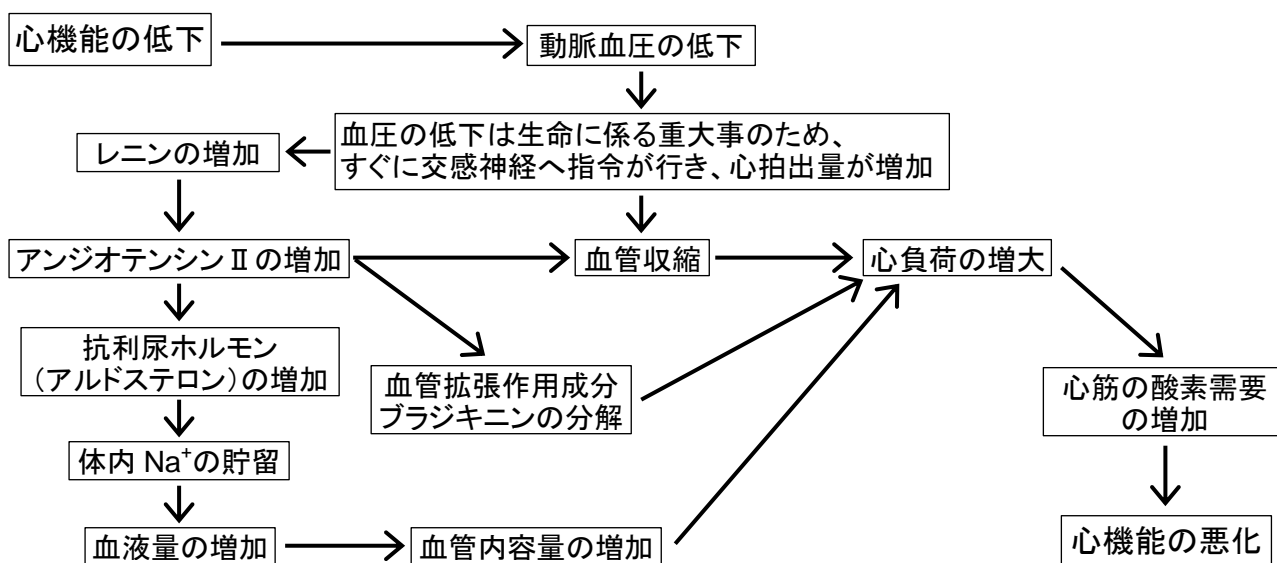 心機能の低下
動脈血圧の低下
血圧の低下は生命に係る重大事のため、
すぐに交感神経へ指令が行き、心拍出量が増加
レニンの増加
アンジオテンシンⅡの増加
血管収縮
心負荷の増大
抗利尿ホルモン
(アルドステロン)の増加
血管拡張作用成分
ブラジキニンの分解
心筋の酸素需要
の増加
体内 Na⁺の貯留
血液量の増加
血管内容量の増加
心機能の悪化